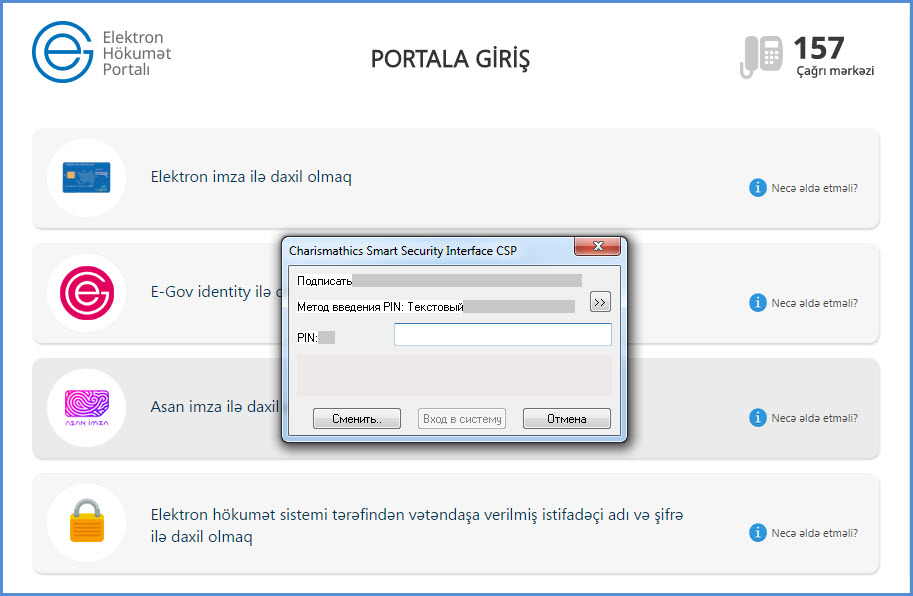 Elektron
Hökumət
Portalı
PORTALA GİRİŞ
157
Çağrı mərkəzi
Elektron imza ilə daxil olmaq
Necə əldə etməli?
Charismathics Smart Security Interface CSP
Подписать
Метод введения PIN: Текстовый
>>
PIN:
Сменить..
Вход в систему
Отмена
E-Gov identity ilə
Necə əldə etməli?
ASAN İMZA
Asan imza ilə daxil
Necə əldə etməli?
Elektron hökumət sistemi tərəfindən vətəndaşa verilmiş istifadəçi adı və şifrə
ilə daxil olmaq
Necə əldə etməli?